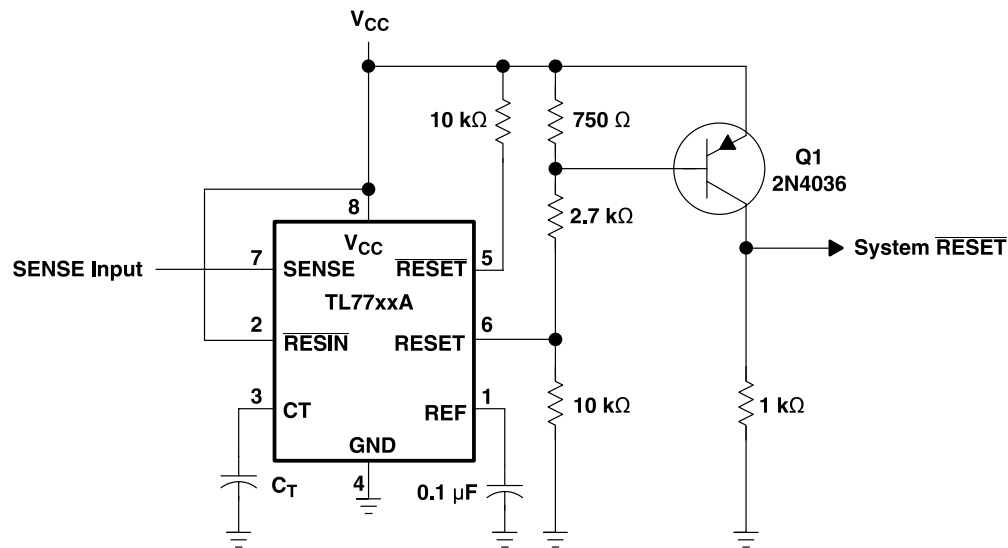 VCC
10 kΩ
750 Ω
Q1
2N4036
8
2.7 kΩ
VCC
System RESET
SENSE Input
7
SENSE
RESET
5
TL77xxA
2
RESIN
RESET
6
3
CT
REF
1
10 kΩ
1 kΩ
GND
CT
4
0.1 µF